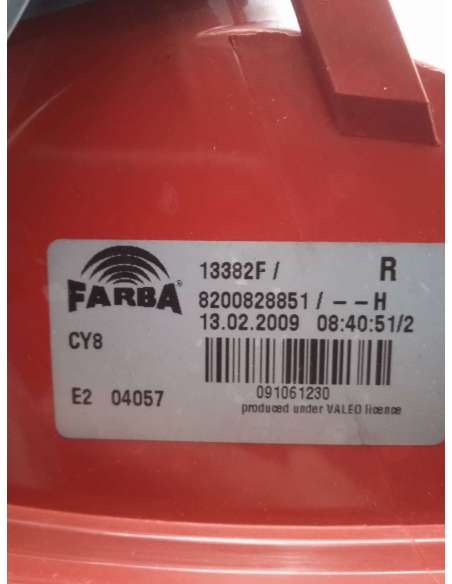 FARBA®
13382F / R
8200828851 / – – H
13.02.2009 08:40:51/2
CY8
E2 04057
091061230
produced under VALEO licence